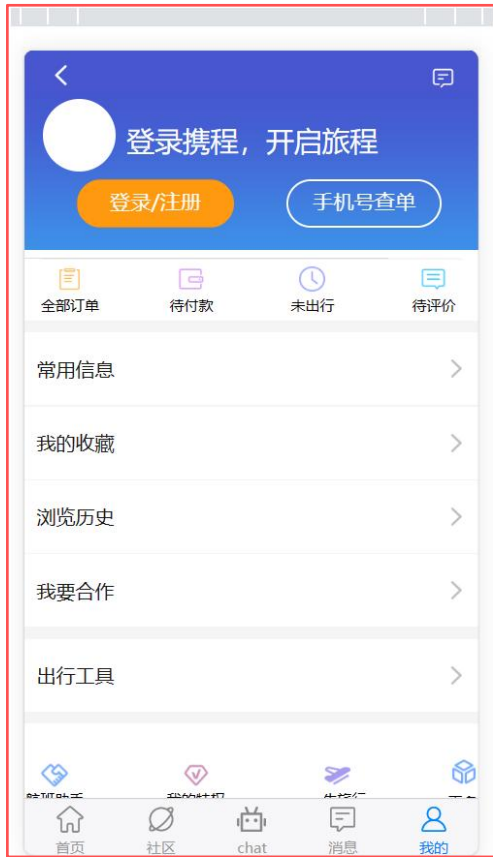 登录携程，开启旅程
登录/注册
手机号查单
全部订单
待付款
未出行
待评价
常用信息
我的收藏
浏览历史
我要合作
出行工具
首页
社区
chat
消息
我的